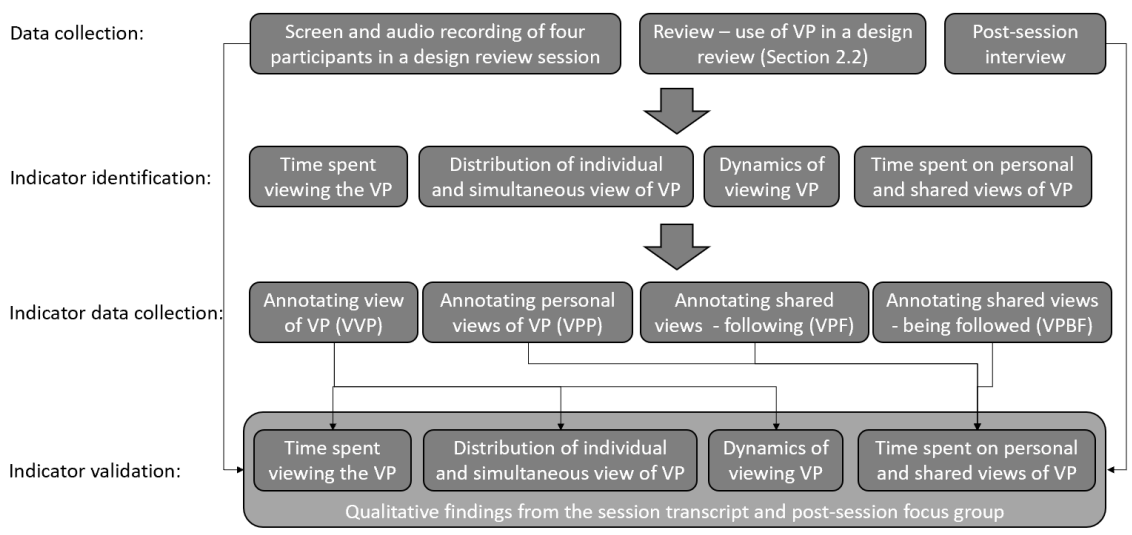 Data collection:
Screen and audio recording of four
participants in a design review session
Review – use of VP in a design
review (Section 2.2)
Post-session
interview
Indicator identification:
Time spent
viewing the VP
Distribution of individual
and simultaneous view of VP
Dynamics of
viewing VP
Time spent on personal
and shared views of VP
Indicator data collection:
Annotating view
of VP (VVP)
Annotating personal
views of VP (VPP)
Annotating shared
views - following (VPF)
Annotating shared views
- being followed (VPBF)
Indicator validation:
Time spent
viewing the VP
Distribution of individual
and simultaneous view of VP
Dynamics of
viewing VP
Time spent on personal
and shared views of VP
Qualitative findings from the session transcript and post-session focus group